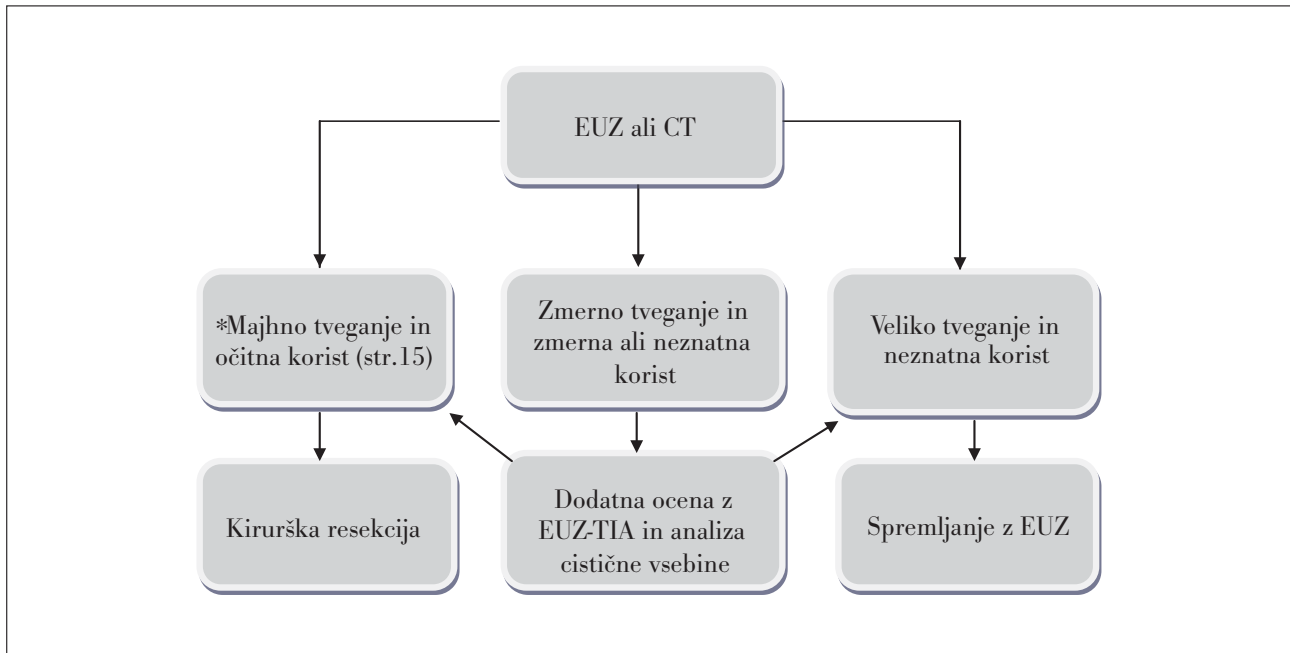 EUZ ali CT
*Majhno tveganje in
očitna korist (str.15)
Zmerno tveganje in
zmerna ali neznatna
korist
Veliko tveganje in
neznatna korist
Kirurška resekcija
Dodatna ocena z
EUZ-TIA in analiza
cistične vsebine
Spremljanje z EUZ